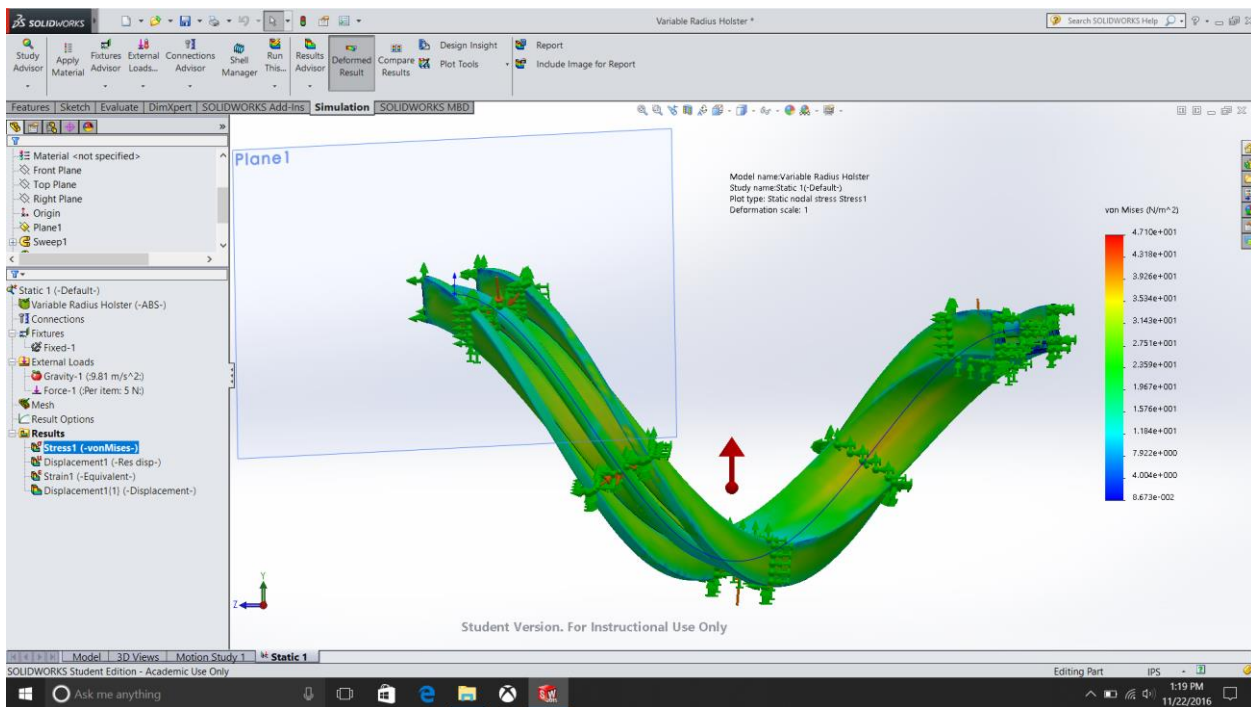 SOLIDWORKS
Variable Radius Holster *
Search SOLIDWORKS Help
Study Advisor
Apply Material
Fixtures Advisor
External Loads...
Connections Advisor
Shell Manager
Run This...
Results Advisor
Deformed Result
Compare Results
Design Insight
Plot Tools
Report
Include Image for Report
Features
Sketch
Evaluate
DimXpert
SOLIDWORKS Add-Ins
Simulation
SOLIDWORKS MBD
Material <not specified>
Front Plane
Top Plane
Right Plane
Origin
Plane1
Sweep1
Static 1 (-Default-)
Variable Radius Holster (-ABS-)
Connections
Fixtures
Fixed-1
External Loads
Gravity-1 (:9.81 m/s^2:)
Force-1 (:Per item: 5 N:)
Mesh
Result Options
Results
Stress1 (-vonMises-)
Displacement1 (-Res disp-)
Strain1 (-Equivalent-)
Displacement1{1} (-Displacement-)
Plane1
Model name:Variable Radius Holster
Study name:Static 1(-Default-)
Plot type: Static nodal stress Stress1
Deformation scale: 1
von Mises (N/m^2)
4.710e+001
4.318e+001
3.926e+001
3.534e+001
3.143e+001
2.751e+001
2.359e+001
1.967e+001
1.576e+001
1.184e+001
7.922e+000
4.004e+000
8.673e-002
Y
Z
Student Version. For Instructional Use Only
Model
3D Views
Motion Study 1
Static 1
SOLIDWORKS Student Edition - Academic Use Only
Editing Part
IPS
Ask me anything
1:19 PM
11/22/2016